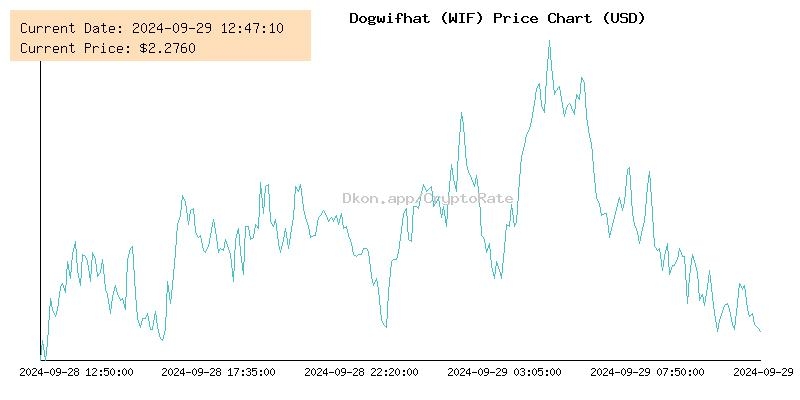 Dogwifhat (WIF) Price Chart (USD)
Current Date: 2024-09-29 12:47:10
Current Price: $2.2760
Dkon.app/CryptoRate
2024-09-28 12:50:00 2024-09-28 17:35:00 2024-09-28 22:20:00 2024-09-29 03:05:00 2024-09-29 07:50:00 2024-09-29